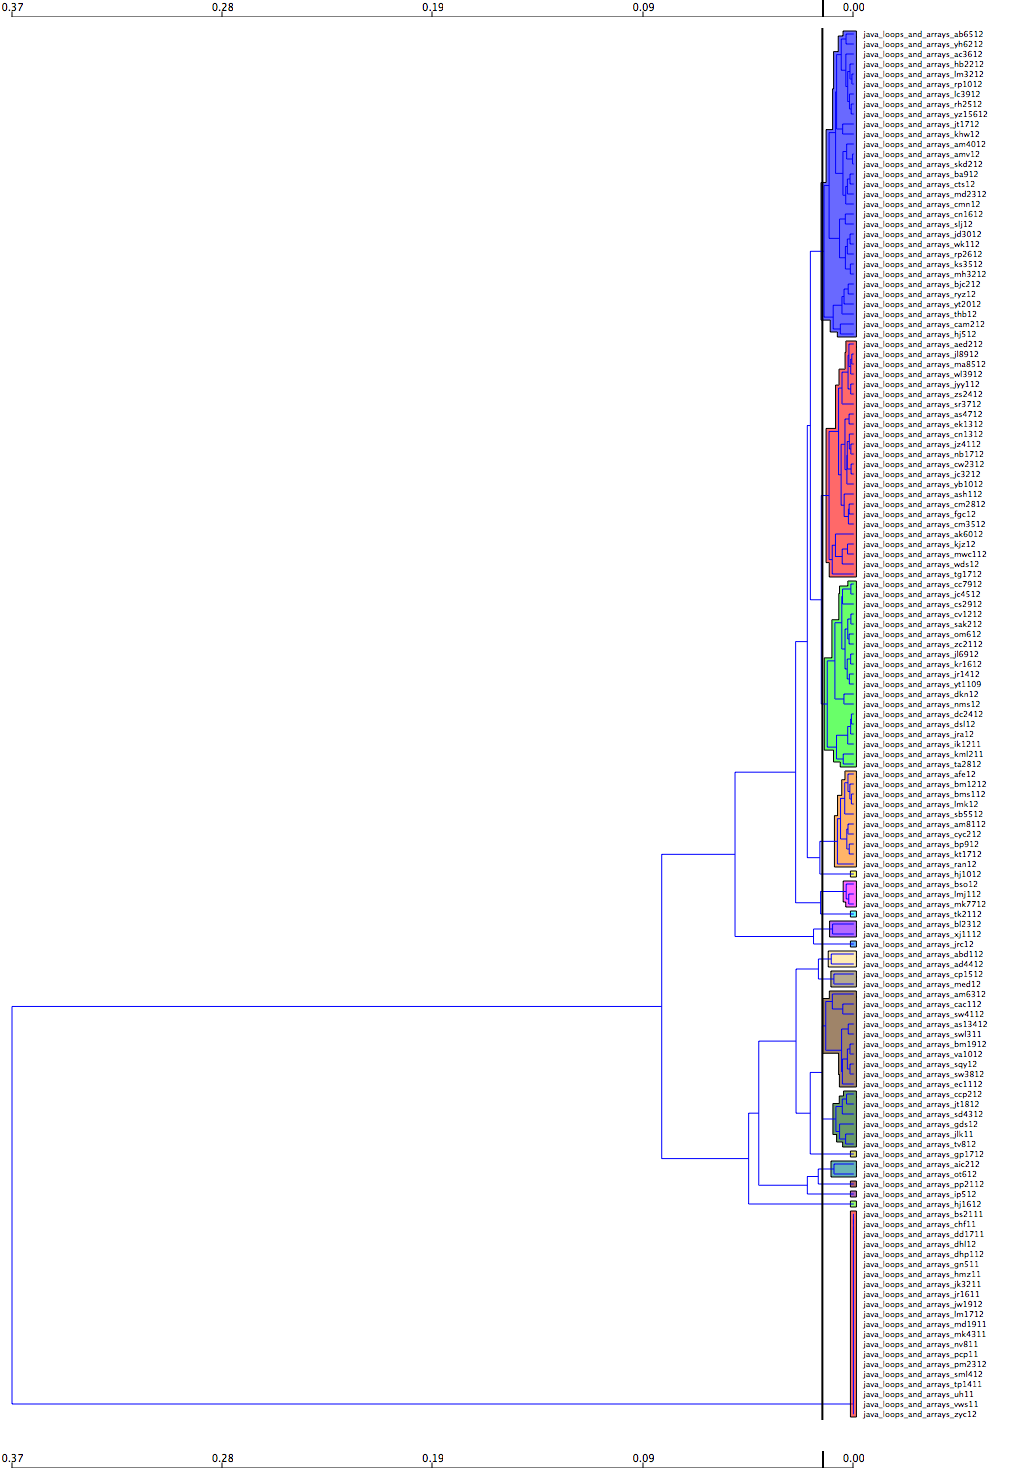 0.37 0.28 0.19 0.09 0.00
java_loops_and_arrays_ab6512
java_loops_and_arrays_yh6212
java_loops_and_arrays_ac3612
java_loops_and_arrays_hb2212
java_loops_and_arrays_lm3212
java_loops_and_arrays_rp1012
java_loops_and_arrays_lc3912
java_loops_and_arrays_rh2512
java_loops_and_arrays_yz15612
java_loops_and_arrays_jt1712
java_loops_and_arrays_khw12
java_loops_and_arrays_am4012
java_loops_and_arrays_amv12
java_loops_and_arrays_skd212
java_loops_and_arrays_ba912
java_loops_and_arrays_cts12
java_loops_and_arrays_md2312
java_loops_and_arrays_cmn12
java_loops_and_arrays_cn1612
java_loops_and_arrays_slj12
java_loops_and_arrays_jd3012
java_loops_and_arrays_wk112
java_loops_and_arrays_rp2612
java_loops_and_arrays_ks3512
java_loops_and_arrays_mh3212
java_loops_and_arrays_bjc212
java_loops_and_arrays_ryz12
java_loops_and_arrays_yt2012
java_loops_and_arrays_thb12
java_loops_and_arrays_cam212
java_loops_and_arrays_hj512
java_loops_and_arrays_aed212
java_loops_and_arrays_jl8912
java_loops_and_arrays_ma8512
java_loops_and_arrays_wl3912
java_loops_and_arrays_jyy112
java_loops_and_arrays_zs2412
java_loops_and_arrays_sr3712
java_loops_and_arrays_as4712
java_loops_and_arrays_ek1312
java_loops_and_arrays_cn1312
java_loops_and_arrays_jz4112
java_loops_and_arrays_nb1712
java_loops_and_arrays_cw2312
java_loops_and_arrays_jc3212
java_loops_and_arrays_yb1012
java_loops_and_arrays_ash112
java_loops_and_arrays_cm2812
java_loops_and_arrays_fgc12
java_loops_and_arrays_cm3512
java_loops_and_arrays_ak6012
java_loops_and_arrays_kjz12
java_loops_and_arrays_mwc112
java_loops_and_arrays_wds12
java_loops_and_arrays_tg1712
java_loops_and_arrays_cc7912
java_loops_and_arrays_jc4512
java_loops_and_arrays_cs2912
java_loops_and_arrays_cv1212
java_loops_and_arrays_sak212
java_loops_and_arrays_om612
java_loops_and_arrays_zc2112
java_loops_and_arrays_jl6912
java_loops_and_arrays_kr1612
java_loops_and_arrays_jr1412
java_loops_and_arrays_yt1109
java_loops_and_arrays_dkn12
java_loops_and_arrays_nms12
java_loops_and_arrays_dc2412
java_loops_and_arrays_dsl12
java_loops_and_arrays_jra12
java_loops_and_arrays_ik1211
java_loops_and_arrays_kml211
java_loops_and_arrays_ta2812
java_loops_and_arrays_afe12
java_loops_and_arrays_bm1212
java_loops_and_arrays_bms112
java_loops_and_arrays_lmk12
java_loops_and_arrays_sb5512
java_loops_and_arrays_am8112
java_loops_and_arrays_cyc212
java_loops_and_arrays_bp912
java_loops_and_arrays_kt1712
java_loops_and_arrays_ran12
java_loops_and_arrays_hj1012
java_loops_and_arrays_bso12
java_loops_and_arrays_lmj112
java_loops_and_arrays_mk7712
java_loops_and_arrays_tk2112
java_loops_and_arrays_bl2312
java_loops_and_arrays_xj1112
java_loops_and_arrays_jrc12
java_loops_and_arrays_abd112
java_loops_and_arrays_ad4412
java_loops_and_arrays_cp1512
java_loops_and_arrays_med12
java_loops_and_arrays_am6312
java_loops_and_arrays_cac112
java_loops_and_arrays_sw4112
java_loops_and_arrays_as13412
java_loops_and_arrays_swl311
java_loops_and_arrays_bm1912
java_loops_and_arrays_va1012
java_loops_and_arrays_sqy12
java_loops_and_arrays_sw3812
java_loops_and_arrays_ec1112
java_loops_and_arrays_ccp212
java_loops_and_arrays_jt1812
java_loops_and_arrays_sd4312
java_loops_and_arrays_gds12
java_loops_and_arrays_jlk11
java_loops_and_arrays_tv812
java_loops_and_arrays_gp1712
java_loops_and_arrays_aic212
java_loops_and_arrays_ot612
java_loops_and_arrays_pp2112
java_loops_and_arrays_ip512
java_loops_and_arrays_hj1612
java_loops_and_arrays_bs2111
java_loops_and_arrays_chf11
java_loops_and_arrays_dd1711
java_loops_and_arrays_dhl12
java_loops_and_arrays_dhp112
java_loops_and_arrays_gn511
java_loops_and_arrays_hmz11
java_loops_and_arrays_jk3211
java_loops_and_arrays_jr1611
java_loops_and_arrays_jw1912
java_loops_and_arrays_lm1712
java_loops_and_arrays_md1911
java_loops_and_arrays_mk4311
java_loops_and_arrays_nv811
java_loops_and_arrays_pcp11
java_loops_and_arrays_pm2312
java_loops_and_arrays_sml412
java_loops_and_arrays_tp1411
java_loops_and_arrays_uh11
java_loops_and_arrays_vws11
java_loops_and_arrays_zyc12
0.37 0.28 0.19 0.09 0.00